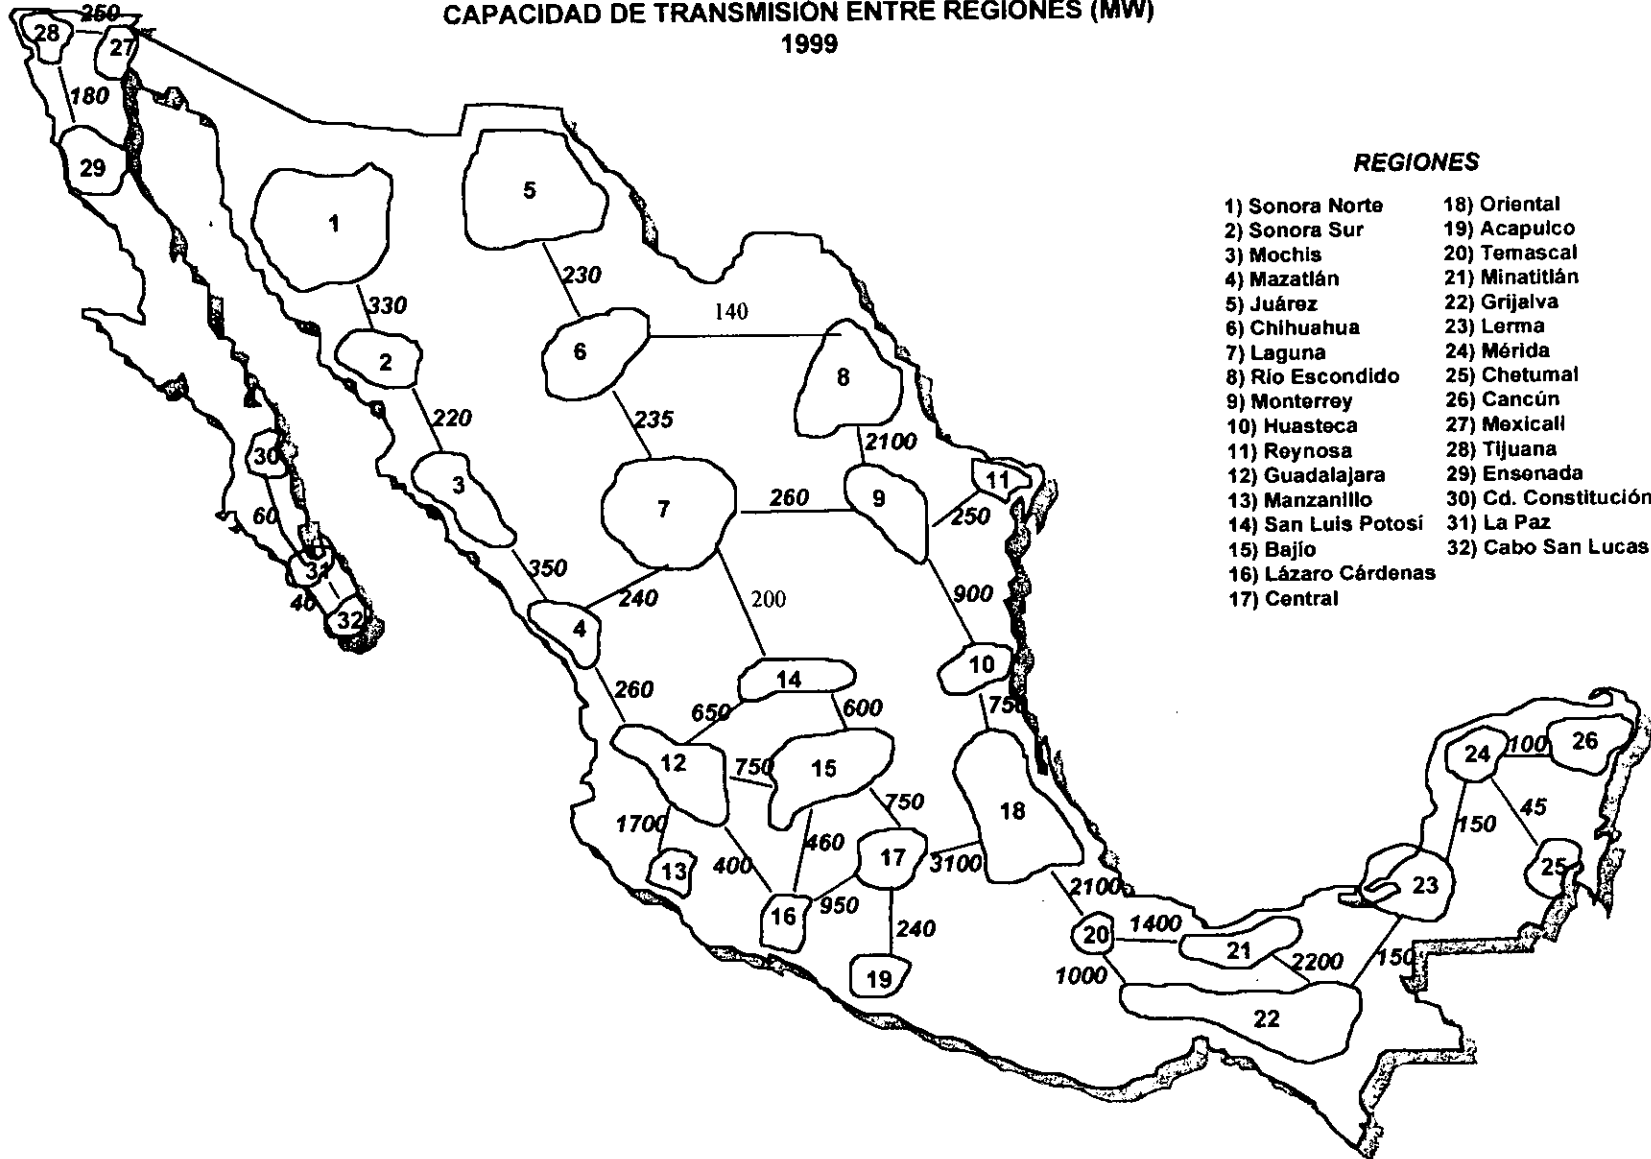 CAPACIDAD DE TRANSMISIÓN ENTRE REGIONES (MW)
1999
REGIONES
1) Sonora Norte
2) Sonora Sur
3) Mochis
4) Mazatlán
5) Juárez
6) Chihuahua
7) Laguna
8) Río Escondido
9) Monterrey
10) Huasteca
11) Reynosa
12) Guadalajara
13) Manzanillo
14) San Luis Potosí
15) Bajío
16) Lázaro Cárdenas
17) Central
18) Oriental
19) Acapulco
20) Temascal
21) Minatitlán
22) Grijalva
23) Lerma
24) Mérida
25) Chetumal
26) Cancún
27) Mexicali
28) Tijuana
29) Ensenada
30) Cd. Constitución
31) La Paz
32) Cabo San Lucas
250
28
27
180
29
1
5
230
330
140
2
6
8
220
235
2100
30
3
7
260
9
11
250
60
31
350
40
32
240
200
900
4
10
14
260
650
600
750
12
750
15
24
100
26
750
18
45
1700
460
150
13
400
17
3100
2100
23
25
16
950
240
20
1400
21
2200
150
19
1000
22